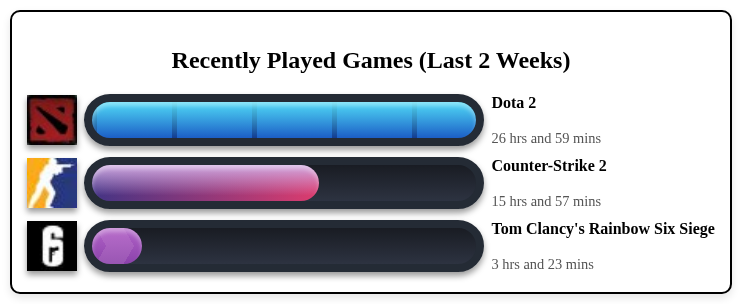 Recently Played Games (Last 2 Weeks)
Dota 2
26 hrs and 59 mins
Counter-Strike 2
15 hrs and 57 mins
6
Tom Clancy's Rainbow Six Siege
3 hrs and 23 mins